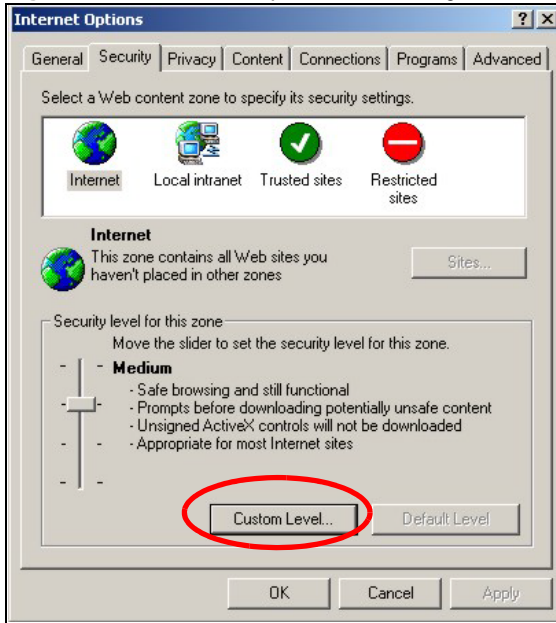 Internet Options
General Security Privacy Content Connections Programs Advanced
Select a Web content zone to specify its security settings.
Internet Local intranet Trusted sites Restricted sites
Internet
This zone contains all Web sites you
haven't placed in other zones
Sites...
Security level for this zone
Move the slider to set the security level for this zone.
Medium
- Safe browsing and still functional
- Prompts before downloading potentially unsafe content
- Unsigned ActiveX controls will not be downloaded
- Appropriate for most Internet sites
Custom Level... Default Level
OK Cancel Apply